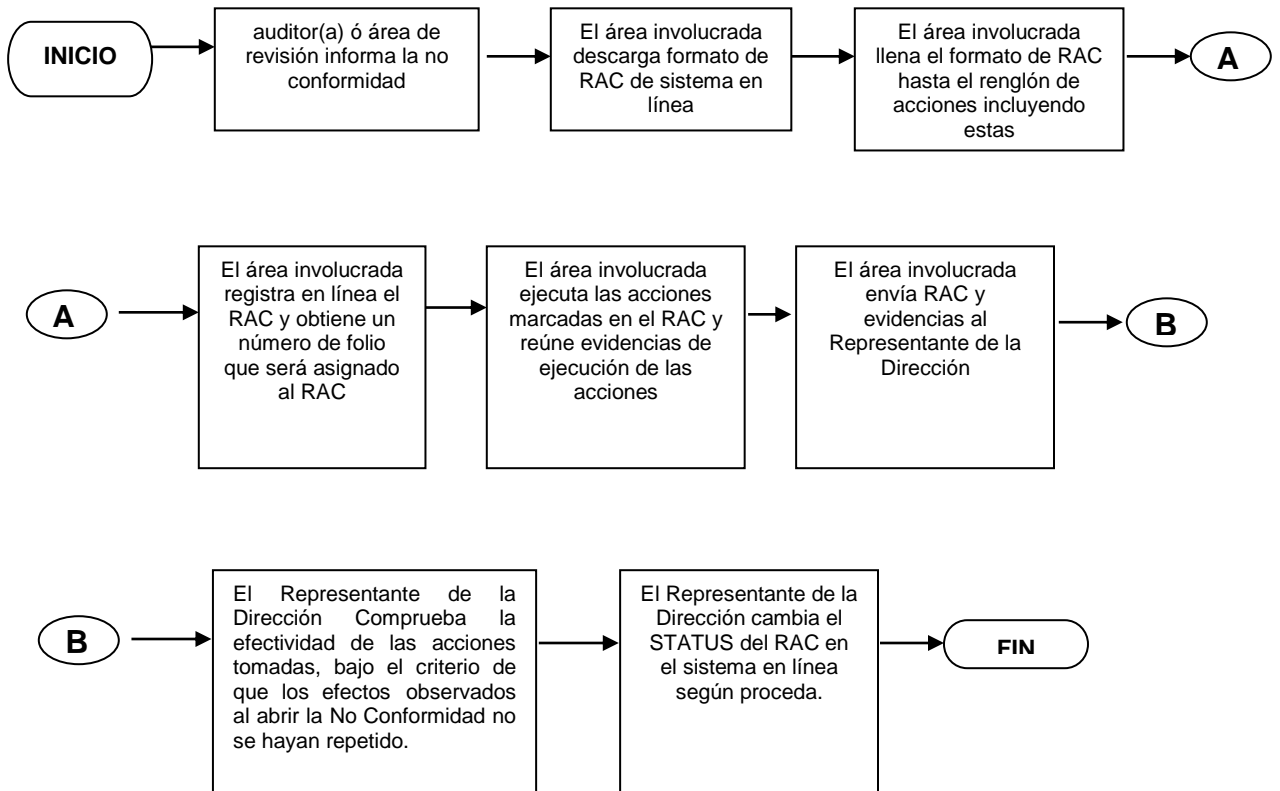 INICIO
auditor(a) ó área de
revisión informa la no
conformidad
El área involucrada
descarga formato de
RAC de sistema en
línea
El área involucrada
llena el formato de RAC
hasta el renglón de
acciones incluyendo
estas
A
A
El área involucrada
registra en línea el
RAC y obtiene un
número de folio
que será asignado
al RAC
El área involucrada
ejecuta las acciones
marcadas en el RAC y
reúne evidencias de
ejecución de las
acciones
El área involucrada
envía RAC y
evidencias al
Representante de la
Dirección
B
B
El Representante de la
Dirección Comprueba la
efectividad de las acciones
tomadas, bajo el criterio de
que los efectos observados
al abrir la No Conformidad no
se hayan repetido.
El Representante de la
Dirección cambia el
STATUS del RAC en
el sistema en línea
según proceda.
FIN